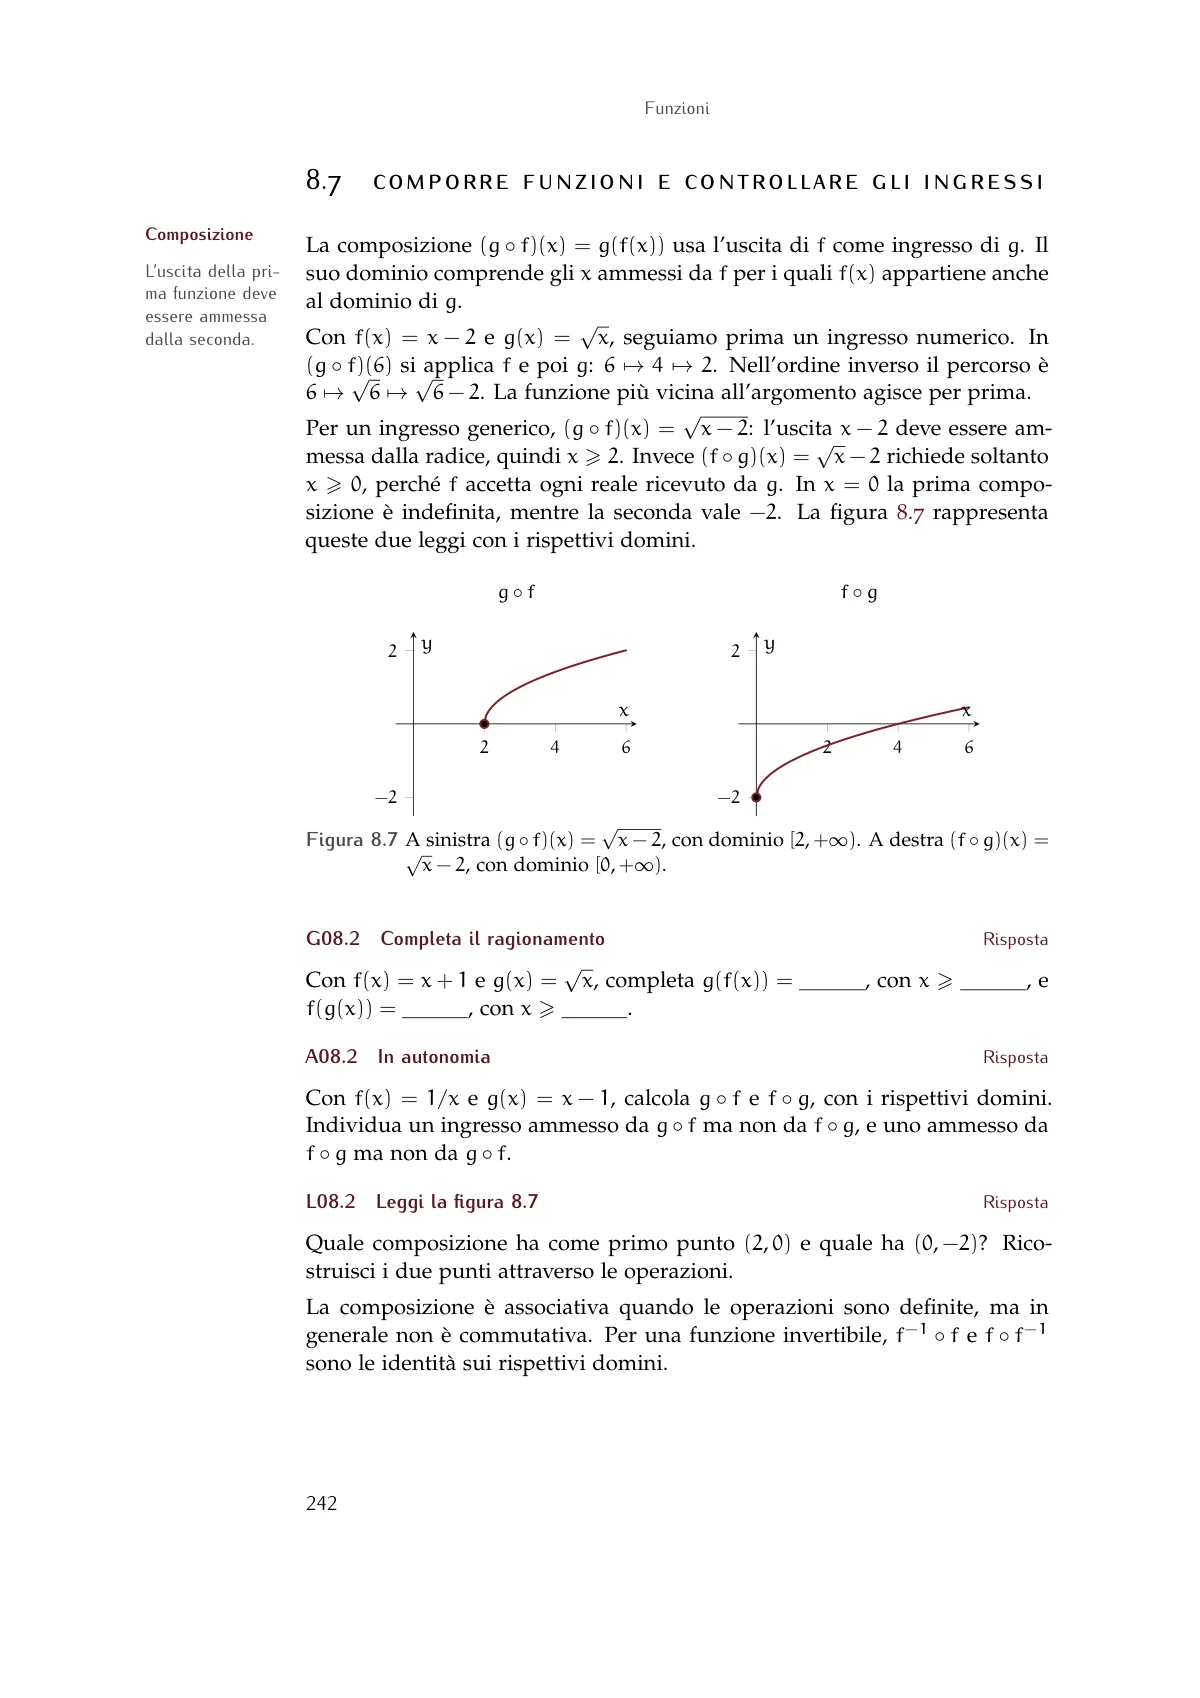 Funzioni
8.7 COMPORRE FUNZIONI E CONTROLLARE GLI INGRESSI
Composizione
L'uscita della pri-
ma funzione deve
essere ammessa
dalla seconda.
La composizione (g ∘ f)(x) = g(f(x)) usa l'uscita di f come ingresso di g. Il
suo dominio comprende gli x ammessi da f per i quali f(x) appartiene anche
al dominio di g.
Con f(x) = x − 2 e g(x) = √x, seguiamo prima un ingresso numerico. In
(g ∘ f)(6) si applica f e poi g: 6 ↦ 4 ↦ 2. Nell'ordine inverso il percorso è
6 ↦ √6 ↦ √6 − 2. La funzione più vicina all'argomento agisce per prima.
Per un ingresso generico, (g ∘ f)(x) = √(x − 2): l'uscita x − 2 deve essere am-
messa dalla radice, quindi x ⩾ 2. Invece (f ∘ g)(x) = √x − 2 richiede soltanto
x ⩾ 0, perché f accetta ogni reale ricevuto da g. In x = 0 la prima compo-
sizione è indefinita, mentre la seconda vale −2. La figura 8.7 rappresenta
queste due leggi con i rispettivi domini.
g ∘ f
2
y
x
2 4 6
−2
f ∘ g
2
y
x
2 4 6
−2
Figura 8.7 A sinistra (g ∘ f)(x) = √(x − 2), con dominio [2, +∞). A destra (f ∘ g)(x) =
√x − 2, con dominio [0, +∞).
G08.2 Completa il ragionamento Risposta
Con f(x) = x + 1 e g(x) = √x, completa g(f(x)) = ______, con x ⩾ ______, e
f(g(x)) = ______, con x ⩾ ______.
A08.2 In autonomia Risposta
Con f(x) = 1/x e g(x) = x − 1, calcola g ∘ f e f ∘ g, con i rispettivi domini.
Individua un ingresso ammesso da g ∘ f ma non da f ∘ g, e uno ammesso da
f ∘ g ma non da g ∘ f.
L08.2 Leggi la figura 8.7 Risposta
Quale composizione ha come primo punto (2, 0) e quale ha (0, −2)? Rico-
struisci i due punti attraverso le operazioni.
La composizione è associativa quando le operazioni sono definite, ma in
generale non è commutativa. Per una funzione invertibile, f⁻¹ ∘ f e f ∘ f⁻¹
sono le identità sui rispettivi domini.
242